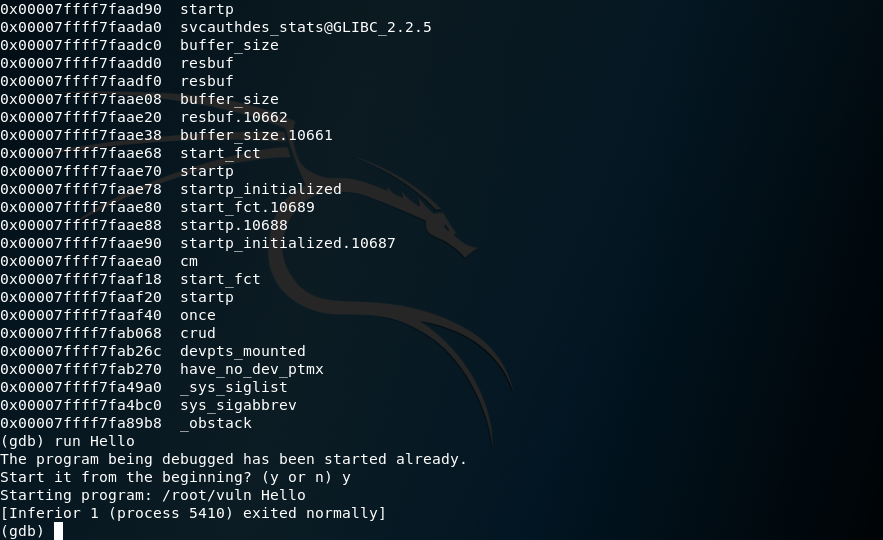 0x00007ffff7faad90  startp
0x00007ffff7faada0  svcauthdes_stats@GLIBC_2.2.5
0x00007ffff7faadc0  buffer_size
0x00007ffff7faadd0  resbuf
0x00007ffff7faadf0  resbuf
0x00007ffff7faae08  buffer_size
0x00007ffff7faae20  resbuf.10662
0x00007ffff7faae38  buffer_size.10661
0x00007ffff7faae68  start_fct
0x00007ffff7faae70  startp
0x00007ffff7faae78  startp_initialized
0x00007ffff7faae80  start_fct.10689
0x00007ffff7faae88  startp.10688
0x00007ffff7faae90  startp_initialized.10687
0x00007ffff7faaea0  cm
0x00007ffff7faaf18  start_fct
0x00007ffff7faaf20  startp
0x00007ffff7faaf40  once
0x00007ffff7fab068  crud
0x00007ffff7fab26c  devpts_mounted
0x00007ffff7fab270  have_no_dev_ptmx
0x00007ffff7fa49a0  _sys_siglist
0x00007ffff7fa4bc0  sys_sigabbrev
0x00007ffff7fa89b8  _obstack
(gdb) run Hello
The program being debugged has been started already.
Start it from the beginning? (y or n) y
Starting program: /root/vuln Hello
[Inferior 1 (process 5410) exited normally]
(gdb)